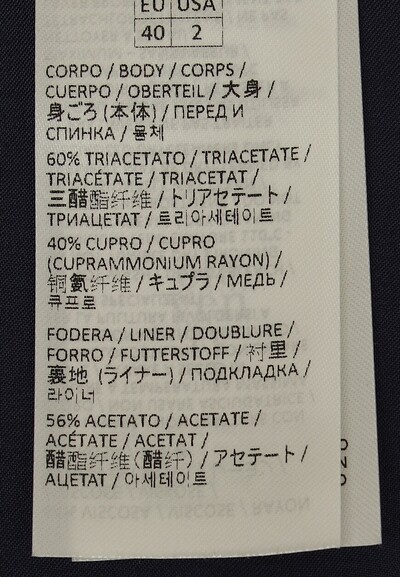 EU USA
40 2
CORPO / BODY / CORPS /
CUERPO / OBERTEIL / 大身 /
身ごろ (本体) / ПЕРЕД И
СПИНКА / 몸체
60% TRIACETATO / TRIACETATE /
TRIACÉTATE / TRIACETAT /
三醋酯纤维 / トリアセテート /
ТРИАЦЕТАТ / 트리아세테이트
40% CUPRO / CUPRO
(CUPRAMMONIUM RAYON) /
铜氨纤维 / キュプラ / МЕДЬ /
큐프로
FODERA / LINER / DOUBLURE /
FORRO / FUTTERSTOFF / 衬里 /
裏地 (ライナー) / ПОДКЛАДКА /
라이너
56% ACETATO / ACETATE /
ACÉTATE / ACETAT /
醋酯纤维(醋纤) / アセテート /
АЦЕТАТ / 아세테이트